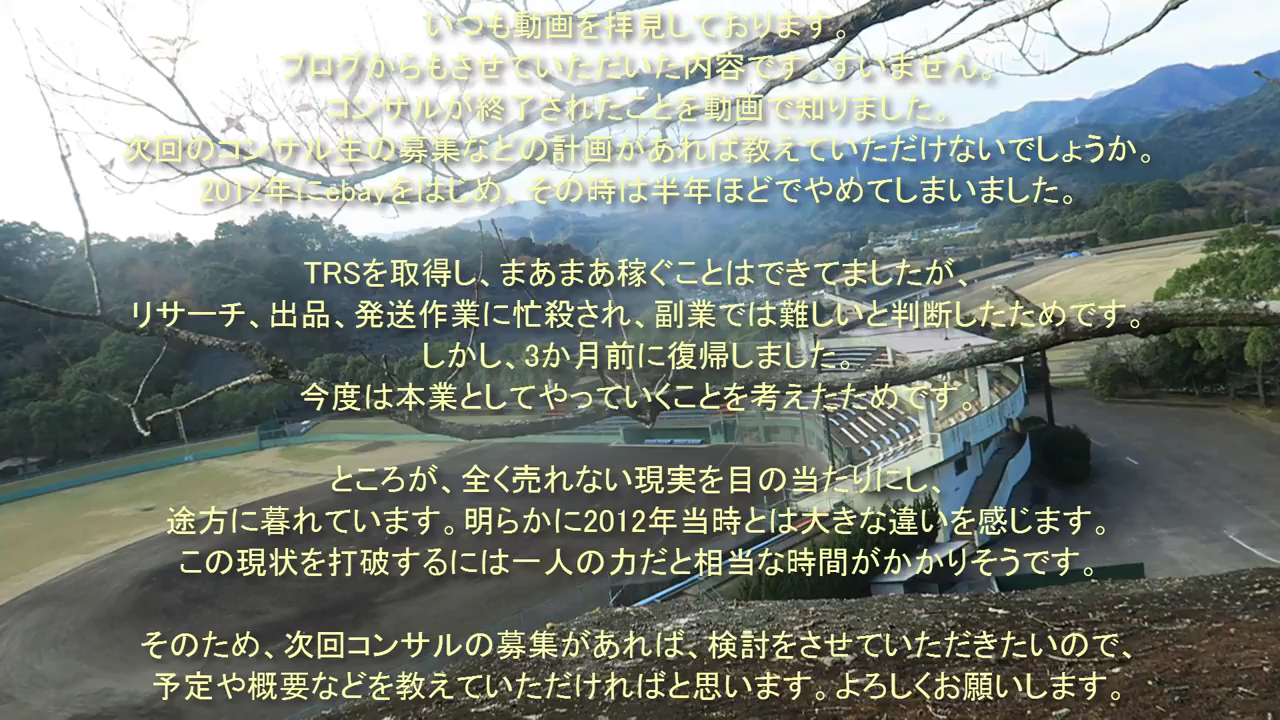 いつも動画を拝見しております。
ブログからもさせていただいた内容です。すいません。
コンサルが終了されたことを動画で知りました。
次回のコンサル生の募集などの計画があれば教えていただけないでしょうか。
2012年にebayをはじめ、その時は半年ほどでやめてしまいました。
TRSを取得し、まあまあ稼ぐことはできてましたが、
リサーチ、出品、発送作業に忙殺され、副業では難しいと判断したためです。
しかし、3か月前に復帰しました。
今度は本業としてやっていくことを考えたためです。
ところが、全く売れない現実を目の当たりにし、
途方に暮れています。明らかに2012年当時とは大きな違いを感じます。
この現状を打破するには一人の力だと相当な時間がかかりそうです。
そのため、次回コンサルの募集があれば、検討をさせていただきたいので、
予定や概要などを教えていただければと思います。よろしくお願いします。